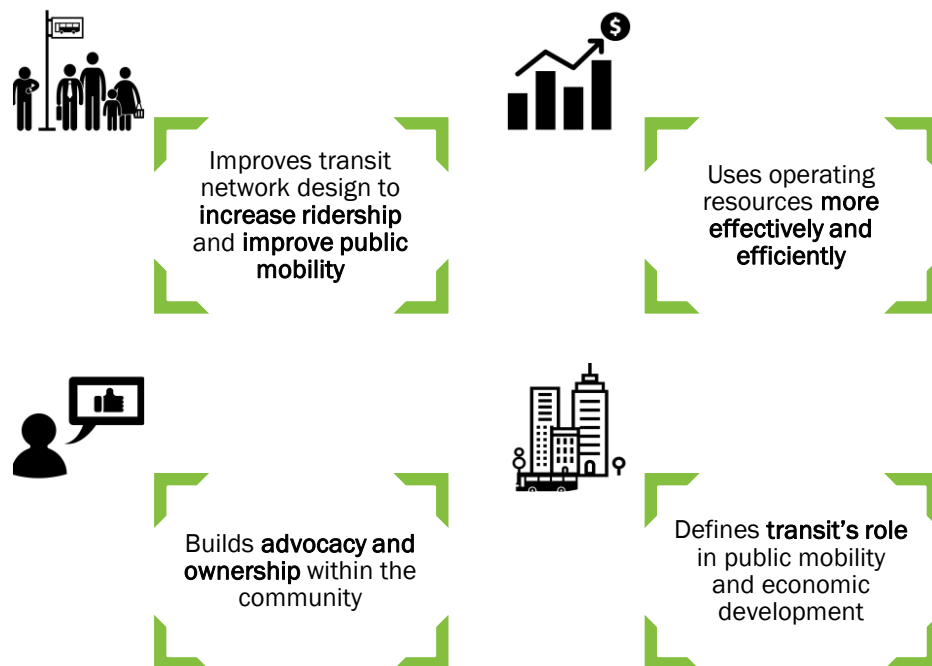 $
Improves transit
network design to
increase ridership
and improve public
mobility
Uses operating
resources more
effectively and
efficiently
Builds advocacy and
ownership within the
community
Defines transit’s role
in public mobility
and economic
development